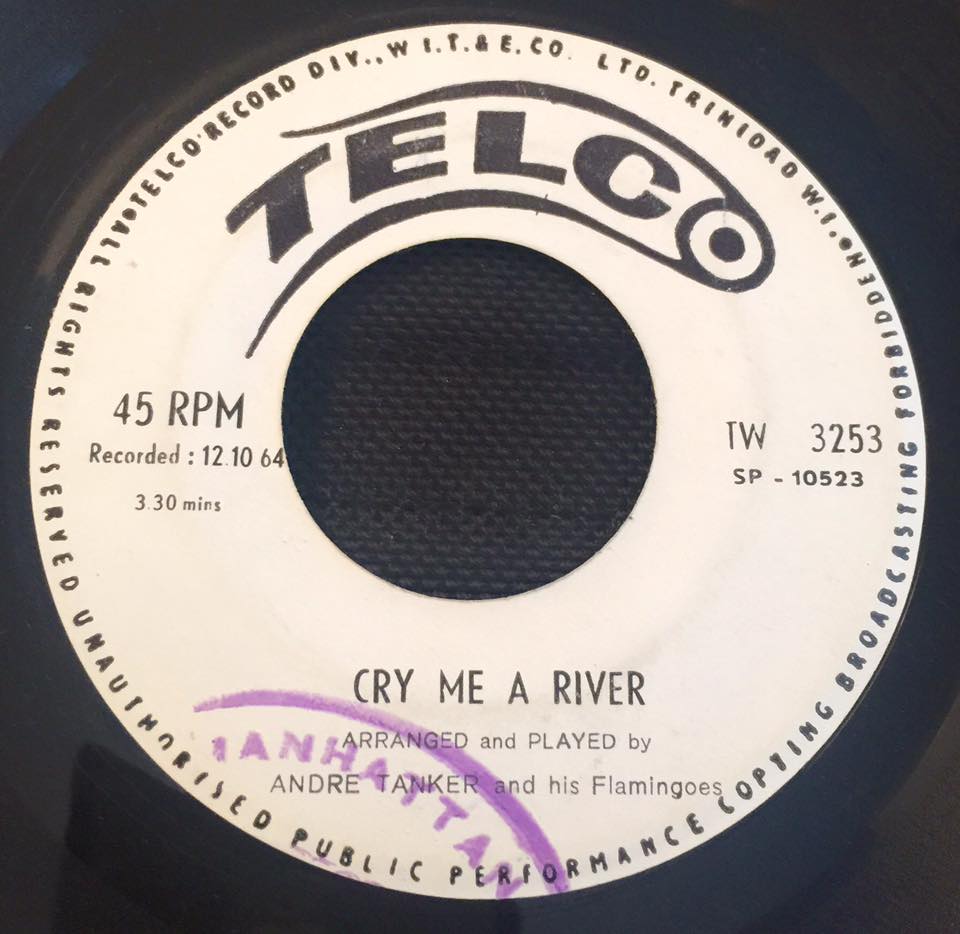 TELCO RECORD DIV., W.I.T. & E. CO. LTD. TRINIDAD W.I. • FORBIDDEN
ALL RIGHTS RESERVED UNAUTHORISED PUBLIC PERFORMANCE COPYING BROADCASTING
TELCO
45 RPM
Recorded : 12.10 64
3.30 mins
TW 3253
SP - 10523
CRY ME A RIVER
ARRANGED and PLAYED by
ANDRE TANKER and his Flamingoes
MANHATTAN